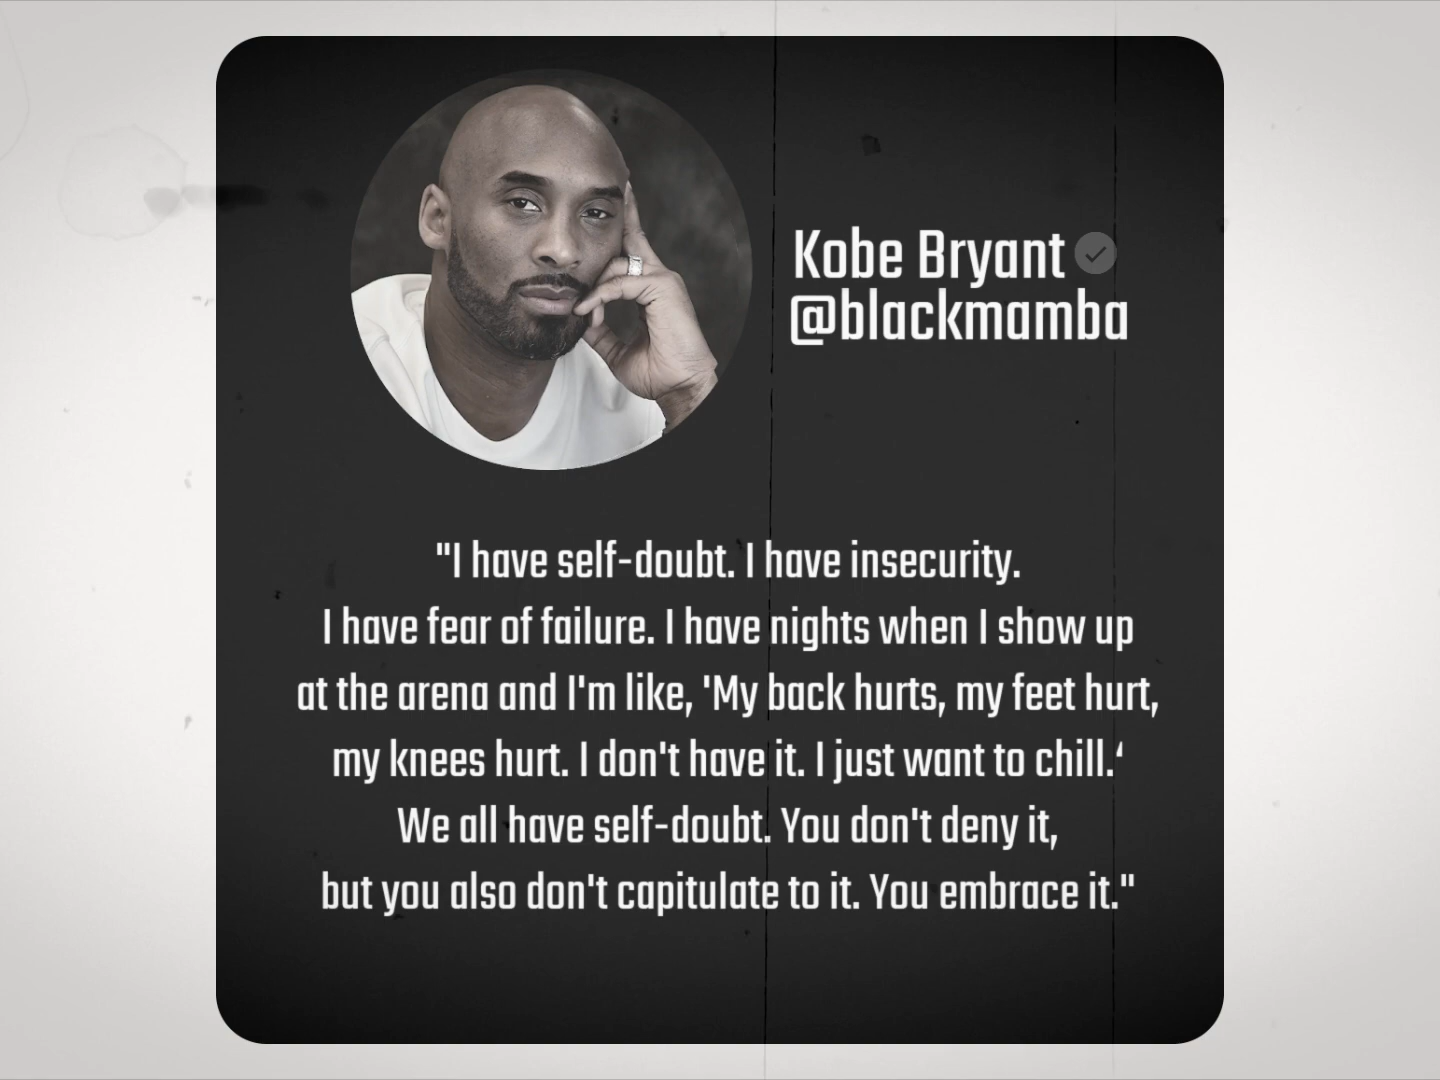 Kobe Bryant
@blackmamba
"I have self-doubt. I have insecurity.
I have fear of failure. I have nights when I show up
at the arena and I'm like, 'My back hurts, my feet hurt,
my knees hurt. I don't have it. I just want to chill.‘
We all have self-doubt. You don't deny it,
but you also don't capitulate to it. You embrace it."